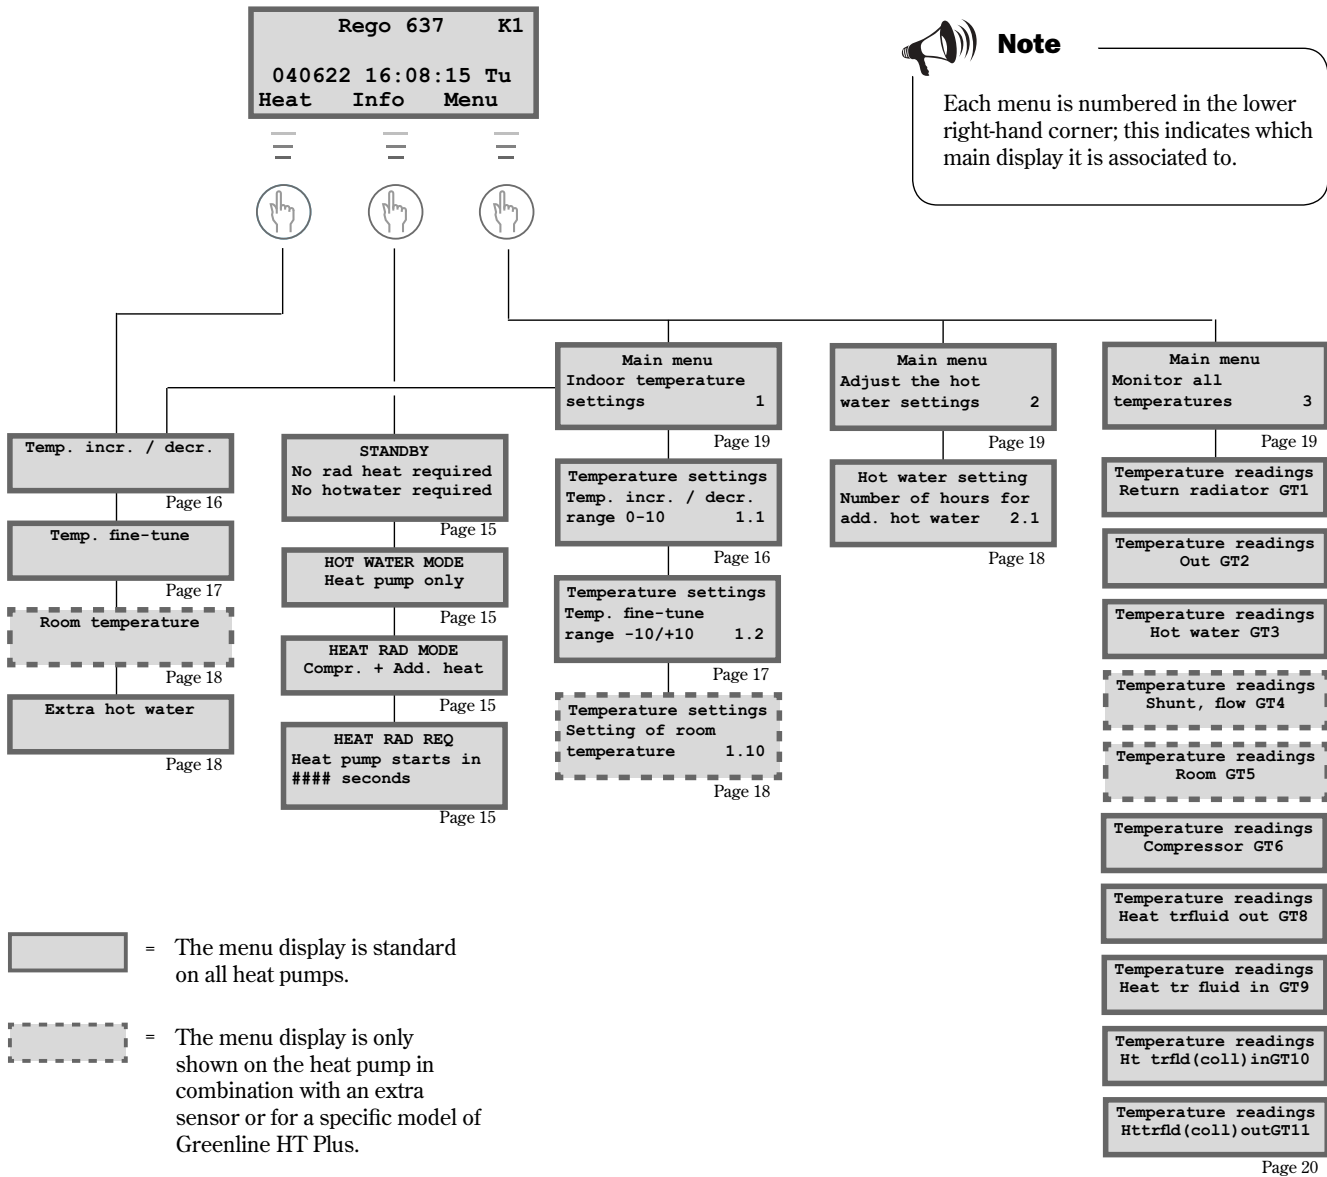 Rego 637 K1
040622 16:08:15 Tu
Heat Info Menu
Note
Each menu is numbered in the lower
right-hand corner; this indicates which
main display it is associated to.
Temp. incr. / decr.
Page 16
Temp. fine-tune
Page 17
Room temperature
Page 18
Extra hot water
Page 18
STANDBY
No rad heat required
No hotwater required
Page 15
HOT WATER MODE
Heat pump only
Page 15
HEAT RAD MODE
Compr. + Add. heat
Page 15
HEAT RAD REQ
Heat pump starts in
#### seconds
Page 15
Main menu
Indoor temperature
settings 1
Page 19
Temperature settings
Temp. incr. / decr.
range 0-10 1.1
Page 16
Temperature settings
Temp. fine-tune
range -10/+10 1.2
Page 17
Temperature settings
Setting of room
temperature 1.10
Page 18
Main menu
Adjust the hot
water settings 2
Page 19
Hot water setting
Number of hours for
add. hot water 2.1
Page 18
Main menu
Monitor all
temperatures 3
Page 19
Temperature readings
Return radiator GT1
Temperature readings
Out GT2
Temperature readings
Hot water GT3
Temperature readings
Shunt, flow GT4
Temperature readings
Room GT5
Temperature readings
Compressor GT6
Temperature readings
Heat trfluid out GT8
Temperature readings
Heat tr fluid in GT9
Temperature readings
Ht trfld(coll)inGT10
Temperature readings
Httrfld(coll)outGT11
Page 20
= The menu display is standard
on all heat pumps.
= The menu display is only
shown on the heat pump in
combination with an extra
sensor or for a specific model of
Greenline HT Plus.